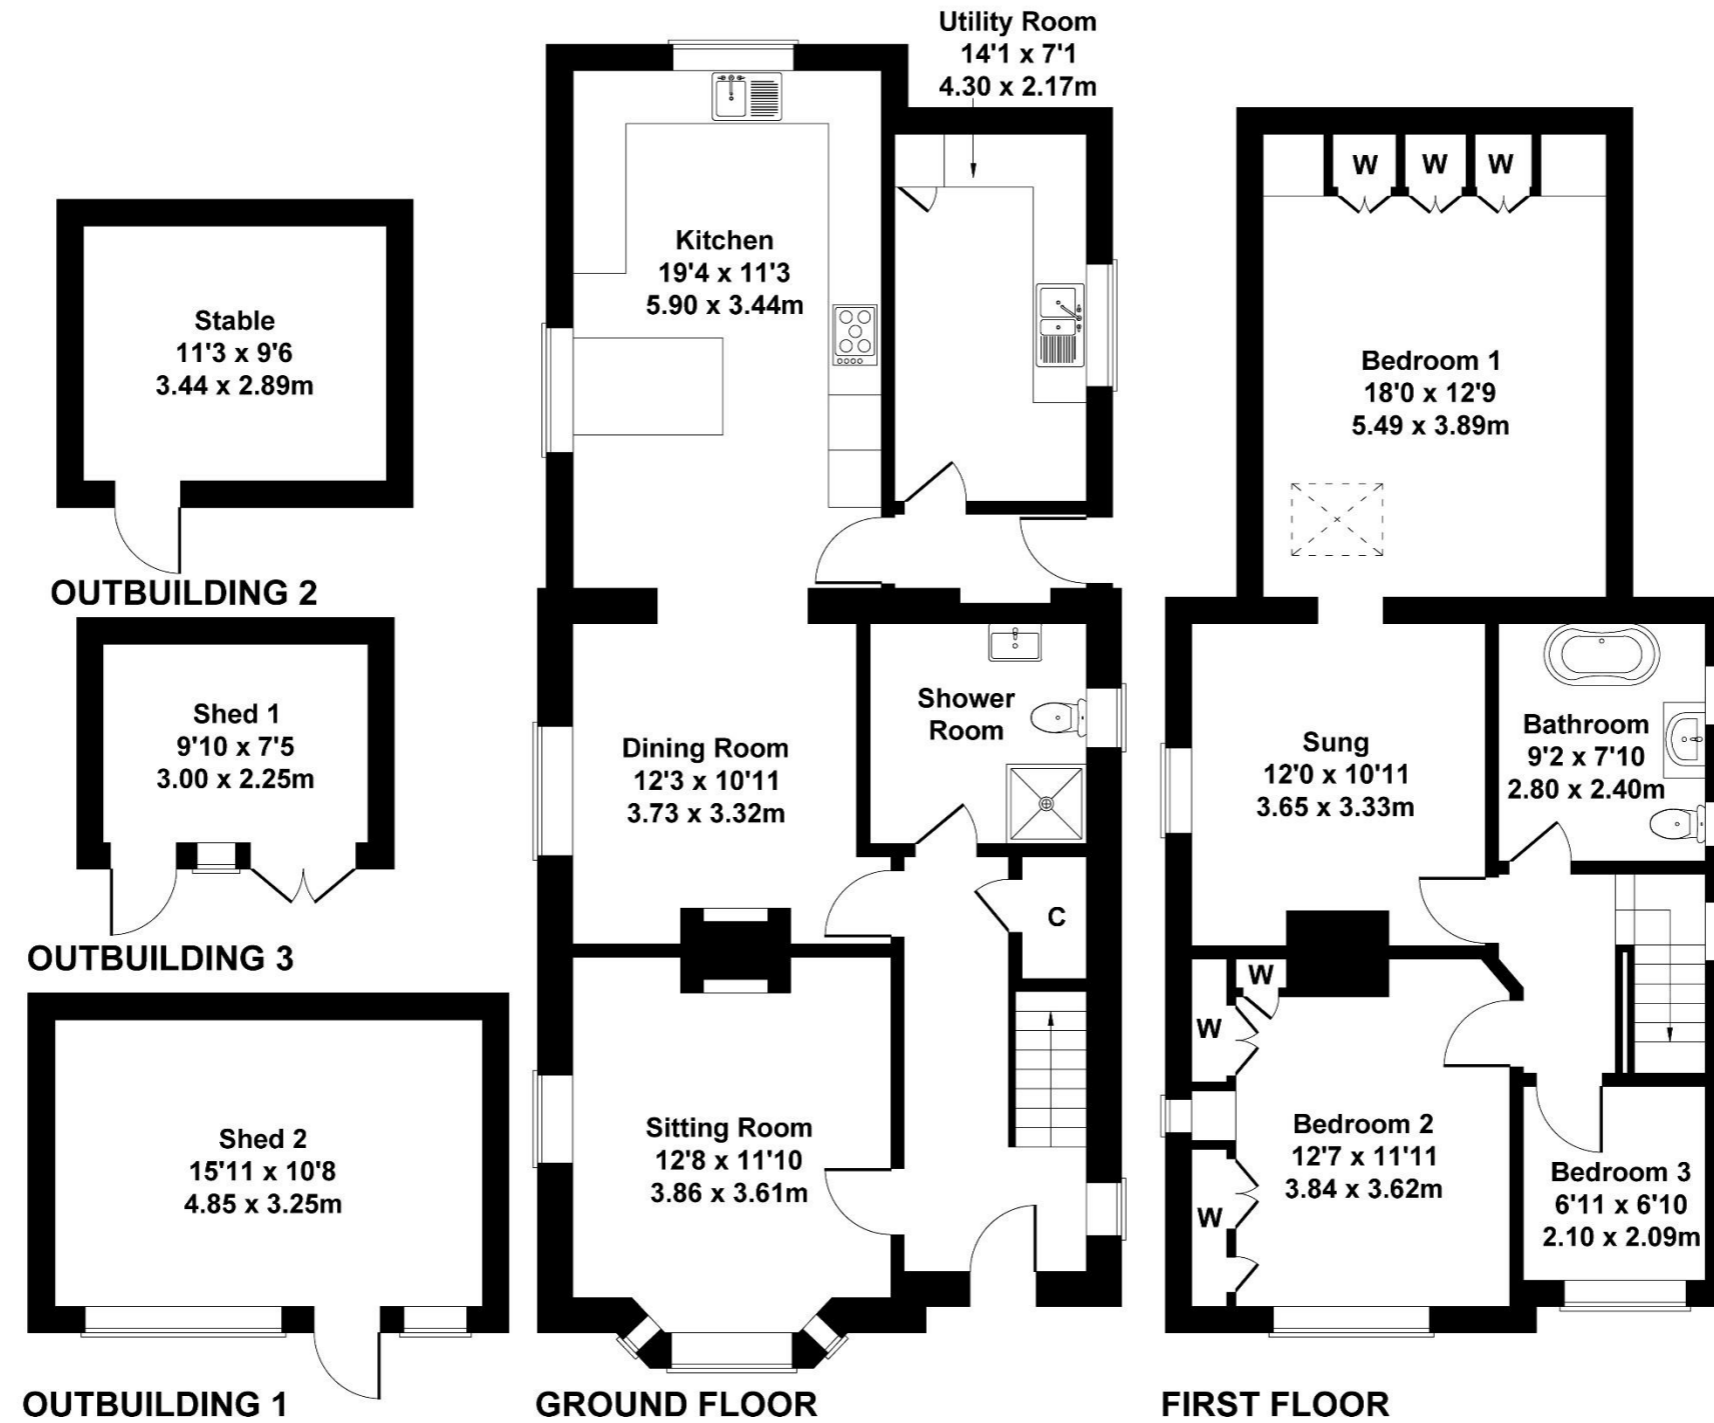 Utility Room
14'1 x 7'1
4.30 x 2.17m
Kitchen
19'4 x 11'3
5.90 x 3.44m
Stable
11'3 x 9'6
3.44 x 2.89m
OUTBUILDING 2
Shed 1
9'10 x 7'5
3.00 x 2.25m
OUTBUILDING 3
Shed 2
15'11 x 10'8
4.85 x 3.25m
OUTBUILDING 1
Dining Room
12'3 x 10'11
3.73 x 3.32m
Shower
Room
C
Sitting Room
12'8 x 11'10
3.86 x 3.61m
GROUND FLOOR
W W W
Bedroom 1
18'0 x 12'9
5.49 x 3.89m
Sung
12'0 x 10'11
3.65 x 3.33m
Bathroom
9'2 x 7'10
2.80 x 2.40m
W
W
W
Bedroom 2
12'7 x 11'11
3.84 x 3.62m
Bedroom 3
6'11 x 6'10
2.10 x 2.09m
FIRST FLOOR